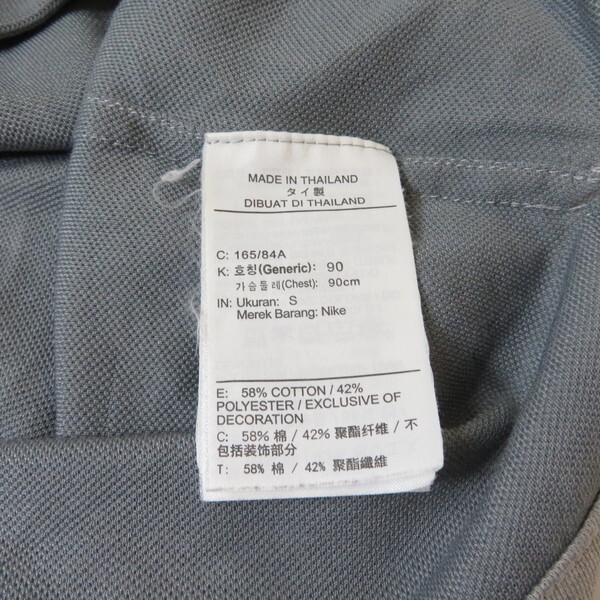 MADE IN THAILAND
タイ製
DIBUAT DI THAILAND
C: 165/84A
K: 호칭(Generic): 90
가슴둘레(Chest): 90cm
IN: Ukuran: S
Merek Barang: Nike
E: 58% COTTON / 42%
POLYESTER / EXCLUSIVE OF
DECORATION
C: 58% 棉 / 42% 聚酯纤维 / 不
包括装饰部分
T: 58% 棉 / 42% 聚酯纖維